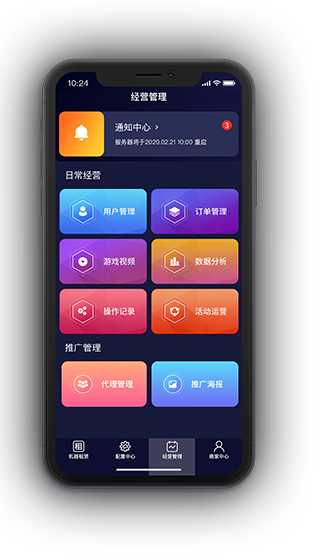 10:24
经营管理
通知中心 ›
3
服务器将于2020.02.21 10:00 重启
日常经营
用户管理
订单管理
游戏视频
数据分析
操作记录
活动运营
推广管理
代理管理
推广海报
租
机器租赁
配置中心
经营管理
商家中心